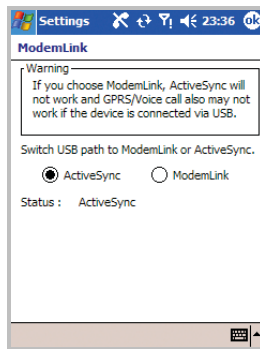 Settings 23:36 ok
ModemLink
Warning
If you choose ModemLink, ActiveSync will
not work and GPRS/Voice call also may not
work if the device is connected via USB.
Switch USB path to ModemLink or ActiveSync.
ActiveSync ModemLink
Status : ActiveSync